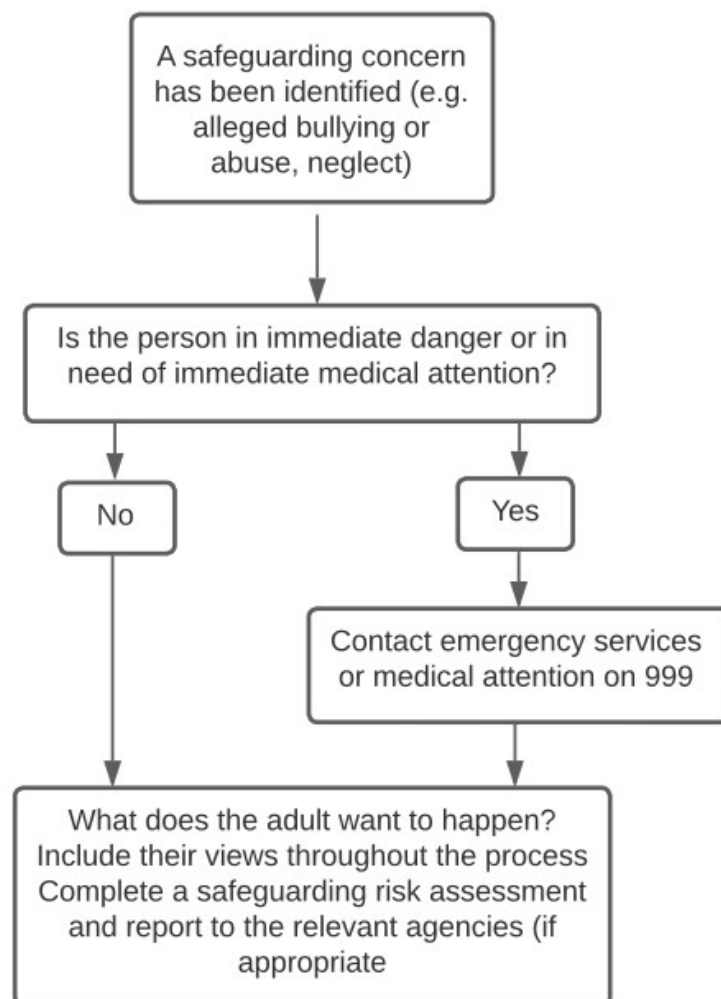 A safeguarding concern
has been identified (e.g.
alleged bullying or
abuse, neglect)
Is the person in immediate danger or in
need of immediate medical attention?
No
Yes
Contact emergency services
or medical attention on 999
What does the adult want to happen?
Include their views throughout the process
Complete a safeguarding risk assessment
and report to the relevant agencies (if
appropriate